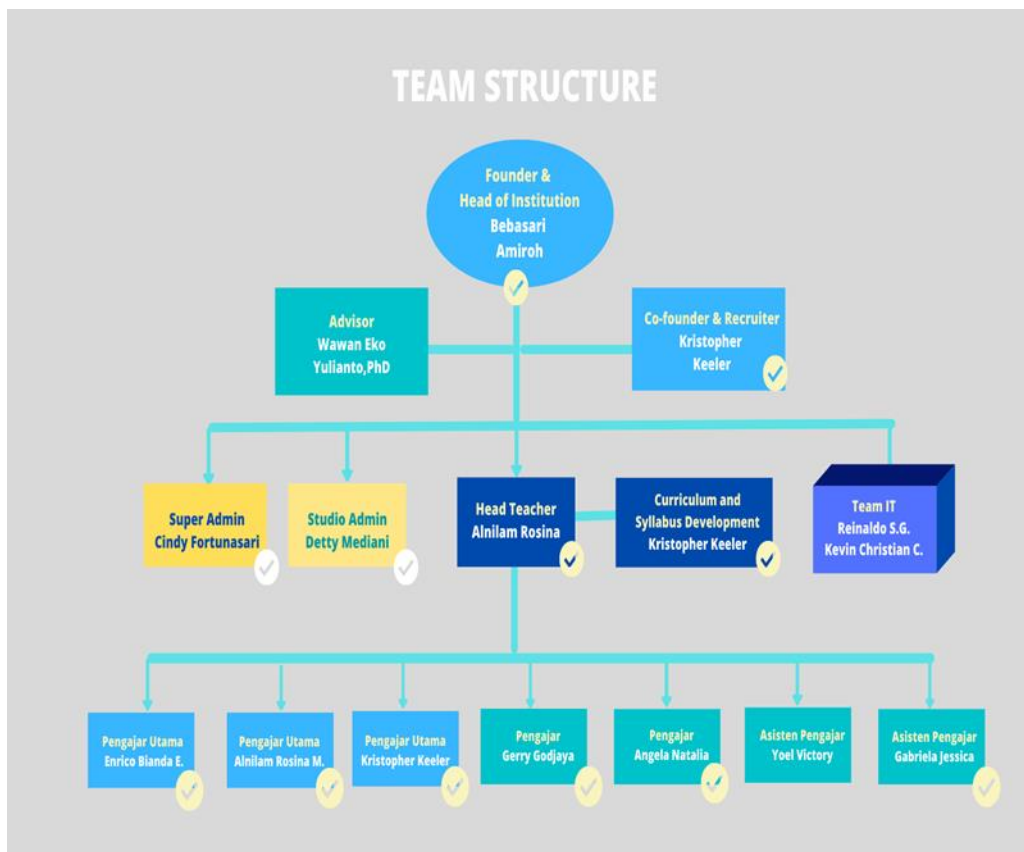 TEAM STRUCTURE
Founder &
Head of Institution
Bebasari
Amiroh
Advisor
Wawan Eko
Yulianto,PhD
Co-founder & Recruiter
Kristopher
Keeler
Super Admin
Cindy Fortunasari
Studio Admin
Detty Mediani
Head Teacher
Alnilam Rosina
Curriculum and
Syllabus Development
Kristopher Keeler
Team IT
Reinaldo S.G.
Kevin Christian C.
Pengajar Utama
Enrico Bianda E.
Pengajar Utama
Alnilam Rosina M.
Pengajar Utama
Kristopher Keeler
Pengajar
Gerry Godjaya
Pengajar
Angela Natalia
Asisten Pengajar
Yoel Victory
Asisten Pengajar
Gabriela Jessica